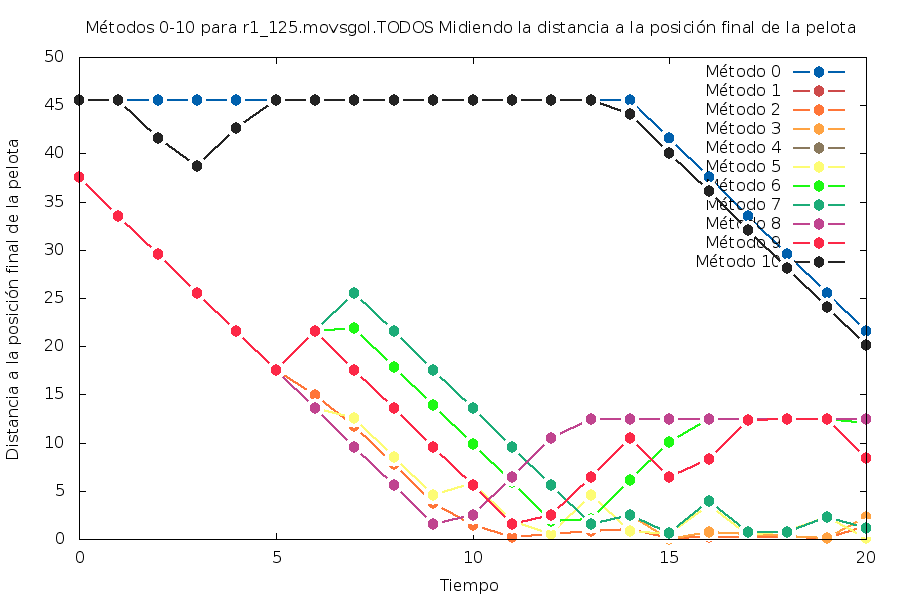 Métodos 0-10 para r1_125.movsgol.TODOS Midiendo la distancia a la posición final de la pelota
50
45
40
35
30
25
20
15
10
5
0
Distancia a la posición final de la pelota
Método 0
Método 1
Método 2
Método 3
Método 4
Método 5
Método 6
Método 7
Método 8
Método 9
Método 10
0 5 10 15 20
Tiempo